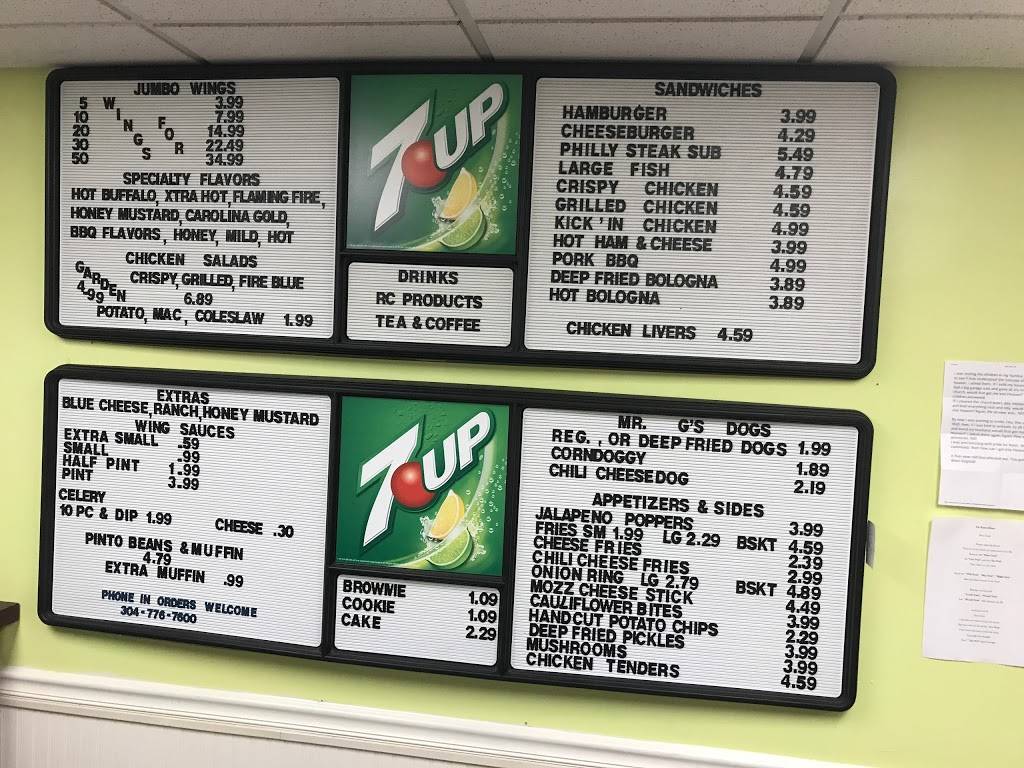 JUMBO WINGS
5 WINGS FOR 3.99
10 7.99
20 14.99
30 22.49
50 34.99
SPECIALTY FLAVORS
HOT BUFFALO, XTRA HOT, FLAMING FIRE,
HONEY MUSTARD, CAROLINA GOLD,
BBQ FLAVORS, HONEY, MILD, HOT
CHICKEN SALADS
GARDEN 4.99
CRISPY, GRILLED, FIRE BLUE
6.89
POTATO, MAC, COLESLAW 1.99
7UP
DRINKS
RC PRODUCTS
TEA & COFFEE
SANDWICHES
HAMBURGER 3.99
CHEESEBURGER 4.29
PHILLY STEAK SUB 5.49
LARGE FISH 4.79
CRISPY CHICKEN 4.59
GRILLED CHICKEN 4.59
KICK'IN CHICKEN 4.99
HOT HAM & CHEESE 3.99
PORK BBQ 4.99
DEEP FRIED BOLOGNA 3.89
HOT BOLOGNA 3.89
CHICKEN LIVERS 4.59
EXTRAS
BLUE CHEESE, RANCH, HONEY MUSTARD
WING SAUCES
EXTRA SMALL .59
SMALL .99
HALF PINT 1.99
PINT 3.99
CELERY
10 PC & DIP 1.99 CHEESE .30
PINTO BEANS & MUFFIN
4.79
EXTRA MUFFIN .99
PHONE IN ORDERS WELCOME
304-776-7600
7UP
BROWNIE 1.09
COOKIE 1.09
CAKE 2.29
MR. G'S DOGS
REG., OR DEEP FRIED DOGS 1.99
CORNDOGGY 1.89
CHILI CHEESEDOG 2.19
APPETIZERS & SIDES
JALAPENO POPPERS 3.99
FRIES SM 1.99 LG 2.29 BSKT 4.59
CHEESE FRIES 2.39
CHILI CHEESE FRIES 2.99
ONION RING LG 2.79 BSKT 4.89
MOZZ CHEESE STICK 4.49
CAULIFLOWER BITES 3.99
HANDCUT POTATO CHIPS 2.29
DEEP FRIED PICKLES 3.99
MUSHROOMS 3.99
CHICKEN TENDERS 4.59